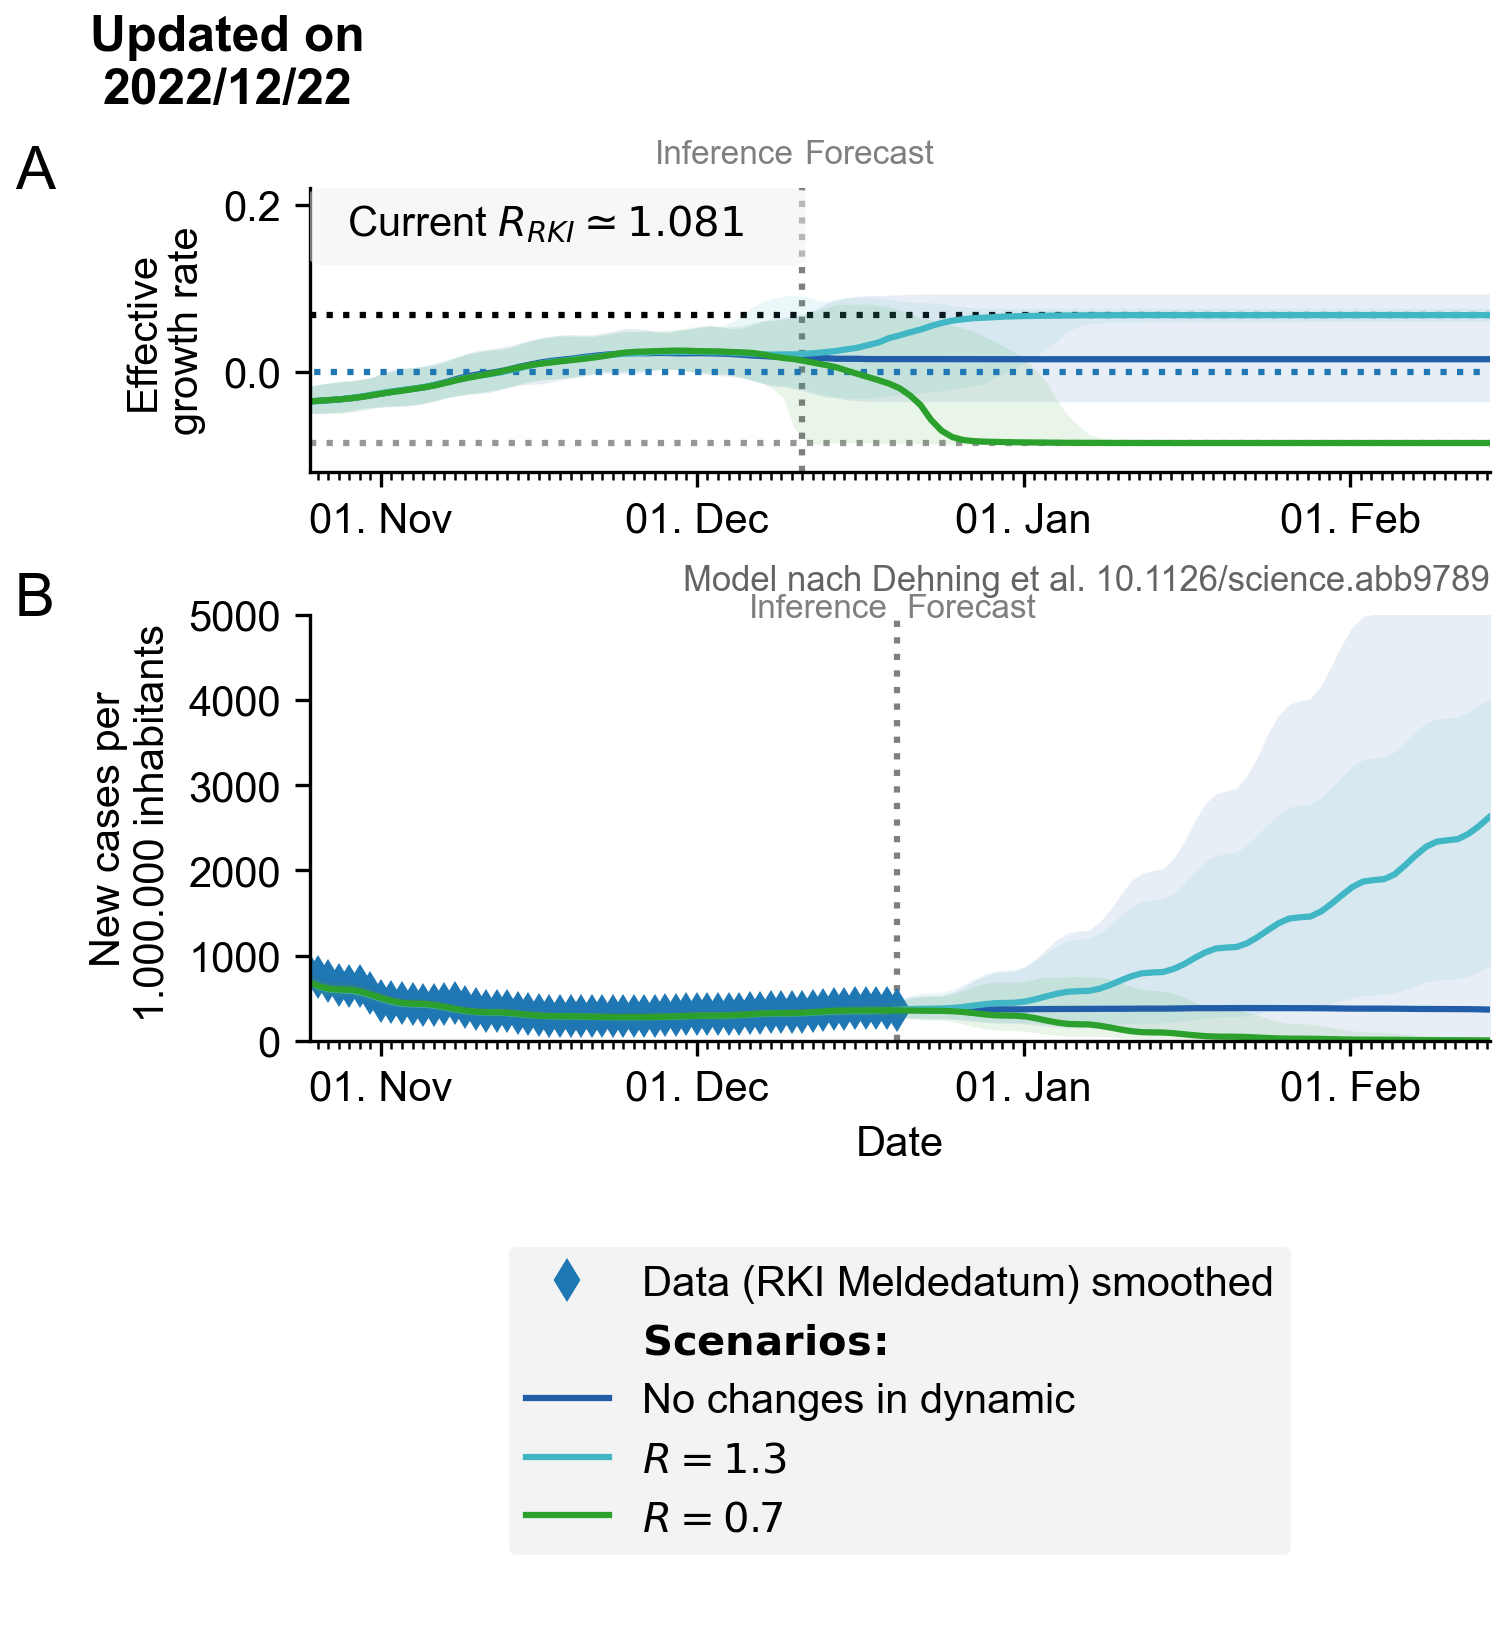 Updated on
2022/12/22
A
Inference Forecast
Current R_RKI ≃ 1.081
0.2
0.0
Effective
growth rate
01. Nov 01. Dec 01. Jan 01. Feb
Model nach Dehning et al. 10.1126/science.abb9789
B
Inference Forecast
5000
4000
3000
2000
1000
0
New cases per
1.000.000 inhabitants
01. Nov 01. Dec 01. Jan 01. Feb
Date
Data (RKI Meldedatum) smoothed
Scenarios:
No changes in dynamic
R = 1.3
R = 0.7